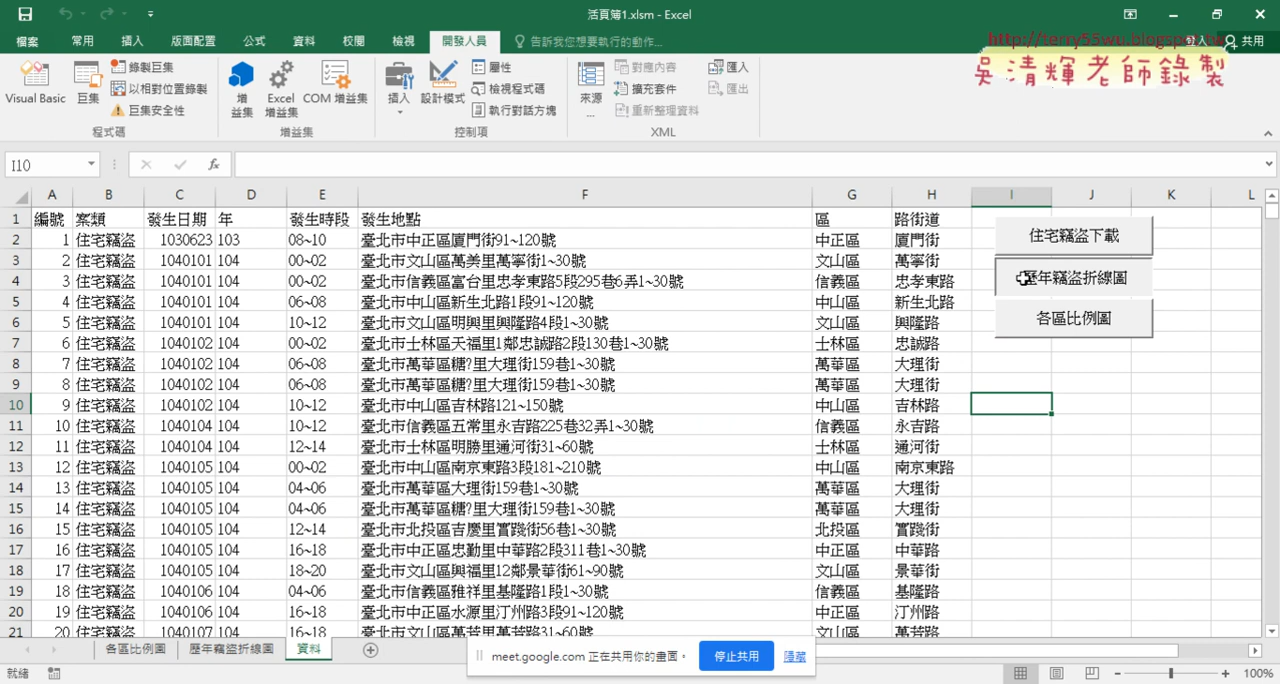 活頁簿1.xlsm - Excel
檔案 常用 插入 版面配置 公式 資料 校閱 檢視 開發人員 告訴我您想要執行的動作... 共用
http://terry55wu.blogspot.tw
吳清輝老師錄製
Visual Basic 巨集 錄製巨集 以相對位置錄製 巨集安全性 程式碼
增益集 Excel 增益集 COM 增益集 增益集
插入 設計模式 屬性 檢視程式碼 執行對話方塊 控制項
來源... 對應內容 擴充套件 重新整理資料 匯入 匯出 XML
I10 fx
A B C D E F G H I J K L
1 編號 案類 發生日期 年 發生時段 發生地點 區 路街道
2 1 住宅竊盜 1030623 103 08~10 臺北市中正區廈門街91~120號 中正區 廈門街
3 2 住宅竊盜 1040101 104 00~02 臺北市文山區萬美里萬寧街1~30號 文山區 萬寧街
4 3 住宅竊盜 1040101 104 00~02 臺北市信義區富台里忠孝東路5段295巷6弄1~30號 信義區 忠孝東路
5 4 住宅竊盜 1040101 104 06~08 臺北市中山區新生北路1段91~120號 中山區 新生北路
6 5 住宅竊盜 1040101 104 10~12 臺北市文山區明興里興隆路4段1~30號 文山區 興隆路
7 6 住宅竊盜 1040102 104 00~02 臺北市士林區天福里1鄰忠誠路2段130巷1~30號 士林區 忠誠路
8 7 住宅竊盜 1040102 104 06~08 臺北市萬華區糖?里大理街159巷1~30號 萬華區 大理街
9 8 住宅竊盜 1040102 104 06~08 臺北市萬華區糖?里大理街159巷1~30號 萬華區 大理街
10 9 住宅竊盜 1040102 104 10~12 臺北市中山區吉林路121~150號 中山區 吉林路
11 10 住宅竊盜 1040104 104 10~12 臺北市信義區五常里永吉路225巷32弄1~30號 信義區 永吉路
12 11 住宅竊盜 1040104 104 12~14 臺北市士林區明勝里通河街31~60號 士林區 通河街
13 12 住宅竊盜 1040105 104 00~02 臺北市中山區南京東路3段181~210號 中山區 南京東路
14 13 住宅竊盜 1040105 104 04~06 臺北市萬華區大理街159巷1~30號 萬華區 大理街
15 14 住宅竊盜 1040105 104 04~06 臺北市萬華區糖?里大理街159巷1~30號 萬華區 大理街
16 15 住宅竊盜 1040105 104 12~14 臺北市北投區吉慶里實踐街56巷1~30號 北投區 實踐街
17 16 住宅竊盜 1040105 104 16~18 臺北市中正區忠勤里中華路2段311巷1~30號 中正區 中華路
18 17 住宅竊盜 1040105 104 18~20 臺北市文山區興福里12鄰景華街61~90號 文山區 景華街
19 18 住宅竊盜 1040106 104 04~06 臺北市信義區雅祥里基隆路1段1~30號 信義區 基隆路
20 19 住宅竊盜 1040106 104 16~18 臺北市中正區水源里汀州路3段91~120號 中正區 汀州路
21 20 住宅竊盜 1040107 104 16~18 臺北市文山區萬芳里萬芳路31~60號 文山區 萬芳路
住宅竊盜下載
歷年竊盜折線圖
各區比例圖
各區比例圖 歷年竊盜折線圖 資料
meet.google.com 正在共用你的畫面。 停止共用 隱藏
就緒 100%